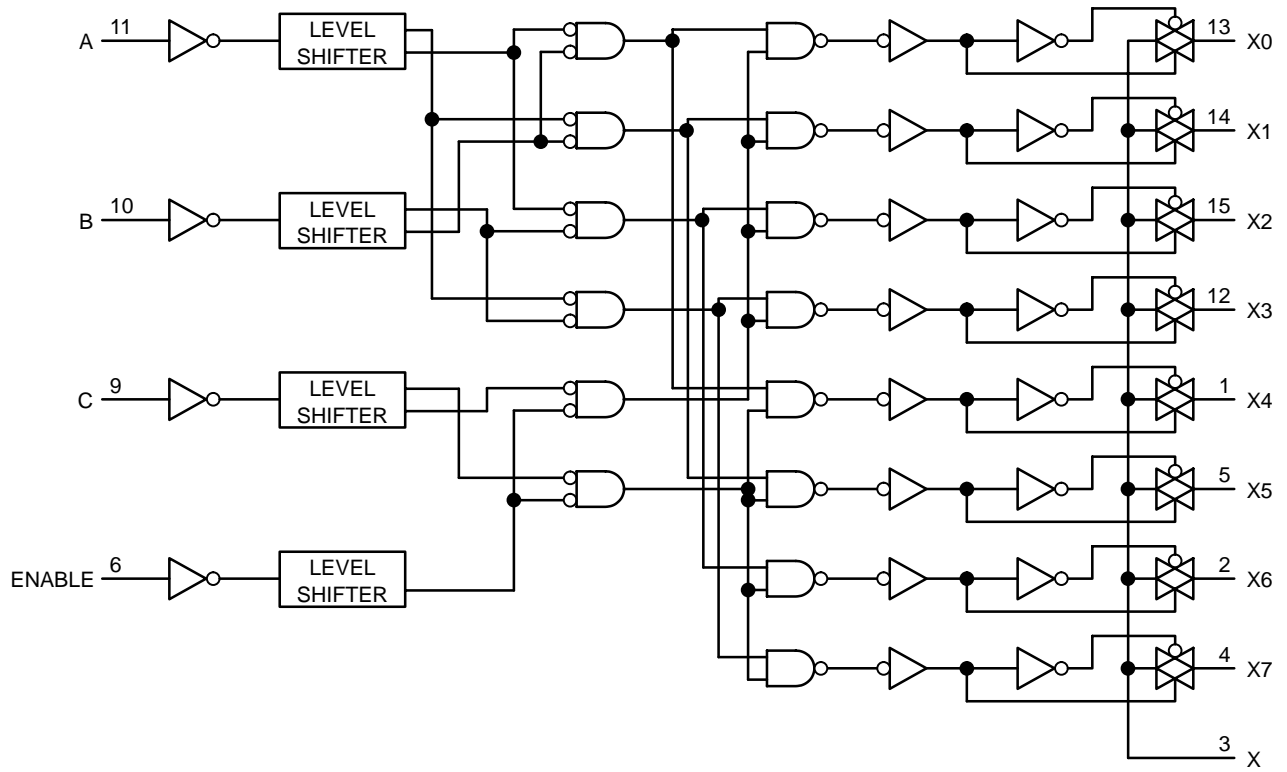 A 11 LEVEL SHIFTER 13 X0
14 X1
B 10 LEVEL SHIFTER 15 X2
12 X3
C 9 LEVEL SHIFTER 1 X4
5 X5
ENABLE 6 LEVEL SHIFTER 2 X6
4 X7
3 X